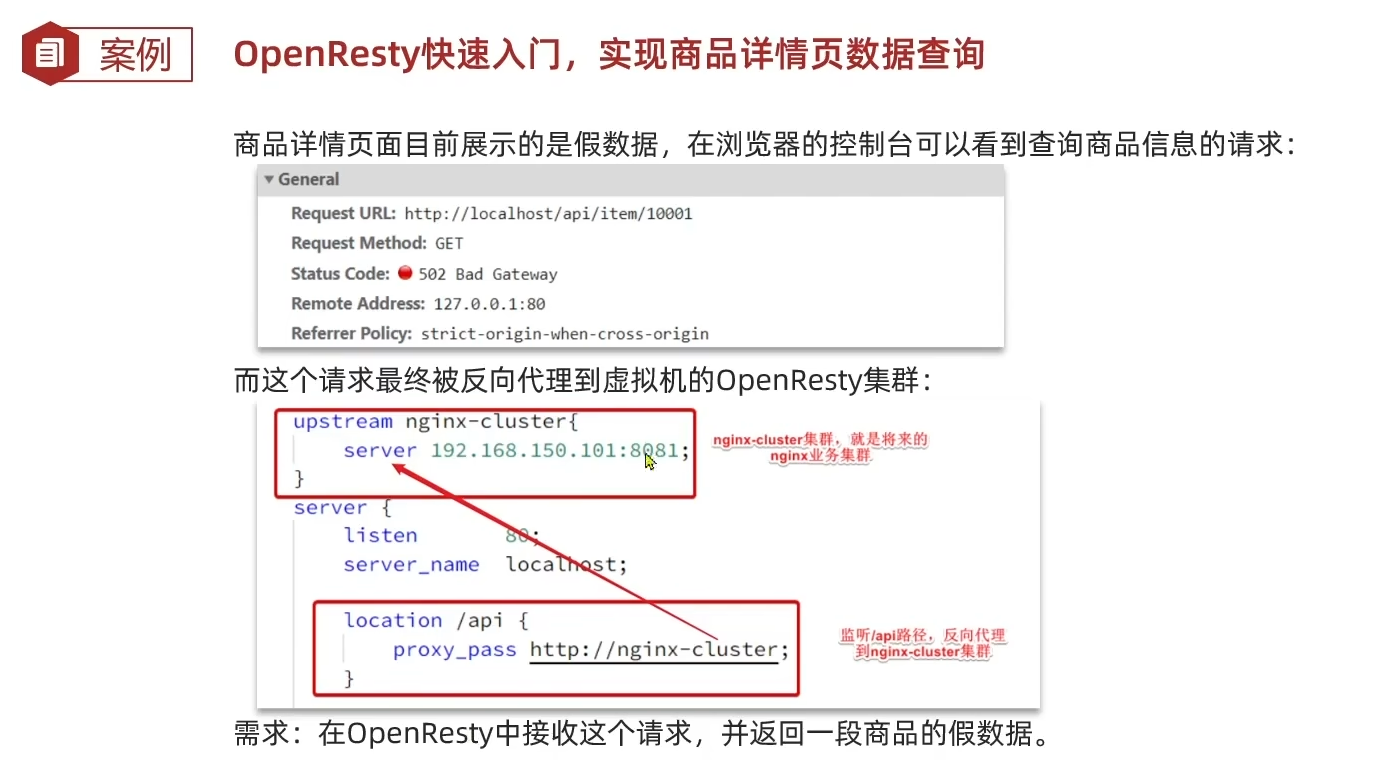 案例
OpenResty快速入门，实现商品详情页数据查询
商品详情页面目前展示的是假数据，在浏览器的控制台可以看到查询商品信息的请求：
General
Request URL: http://localhost/api/item/10001
Request Method: GET
Status Code: 502 Bad Gateway
Remote Address: 127.0.0.1:80
Referrer Policy: strict-origin-when-cross-origin
而这个请求最终被反向代理到虚拟机的OpenResty集群：
upstream nginx-cluster{
server 192.168.150.101:8081;
}
nginx-cluster集群，就是将来的
nginx业务集群
server {
listen 80;
server_name localhost;
location /api {
proxy_pass http://nginx-cluster;
}
监听/api路径，反向代理
到nginx-cluster集群
需求：在OpenResty中接收这个请求，并返回一段商品的假数据。